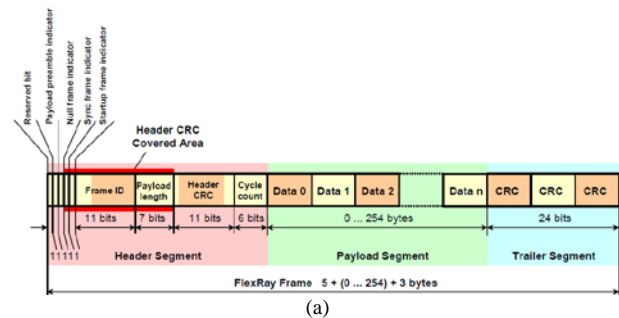 Reserved bit
Payload preamble indicator
Null frame indicator
Sync frame indicator
Startup frame indicator
Header CRC
Covered Area
Frame ID
Payload
length
Header
CRC
Cycle
count
Data 0
Data 1
Data 2
Data n
CRC
CRC
CRC
11 bits
7 bits
11 bits
6 bits
0 ... 254 bytes
24 bits
11111
Header Segment
Payload Segment
Trailer Segment
FlexRay Frame 5 + (0 ... 254) + 3 bytes
(a)